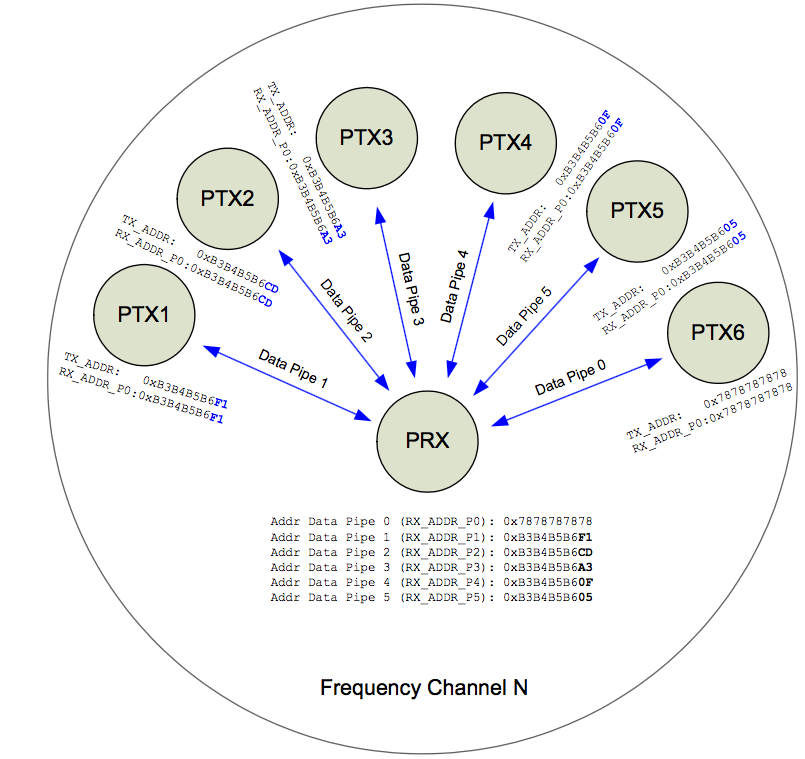 PTX3
PTX4
TX_ADDR: 0xB3B4B5B6A3
RX_ADDR_P0:0xB3B4B5B6A3
TX_ADDR: 0xB3B4B5B60F
RX_ADDR_P0:0xB3B4B5B60F
PTX2
PTX5
TX_ADDR: 0xB3B4B5B6CD
RX_ADDR_P0:0xB3B4B5B6CD
TX_ADDR: 0xB3B4B5B605
RX_ADDR_P0:0xB3B4B5B605
PTX1
PTX6
TX_ADDR: 0xB3B4B5B6F1
RX_ADDR_P0:0xB3B4B5B6F1
TX_ADDR: 0x7878787878
RX_ADDR_P0:0x7878787878
Data Pipe 1
Data Pipe 2
Data Pipe 3
Data Pipe 4
Data Pipe 5
Data Pipe 0
PRX
Addr Data Pipe 0 (RX_ADDR_P0): 0x7878787878
Addr Data Pipe 1 (RX_ADDR_P1): 0xB3B4B5B6F1
Addr Data Pipe 2 (RX_ADDR_P2): 0xB3B4B5B6CD
Addr Data Pipe 3 (RX_ADDR_P3): 0xB3B4B5B6A3
Addr Data Pipe 4 (RX_ADDR_P4): 0xB3B4B5B60F
Addr Data Pipe 5 (RX_ADDR_P5): 0xB3B4B5B605
Frequency Channel N